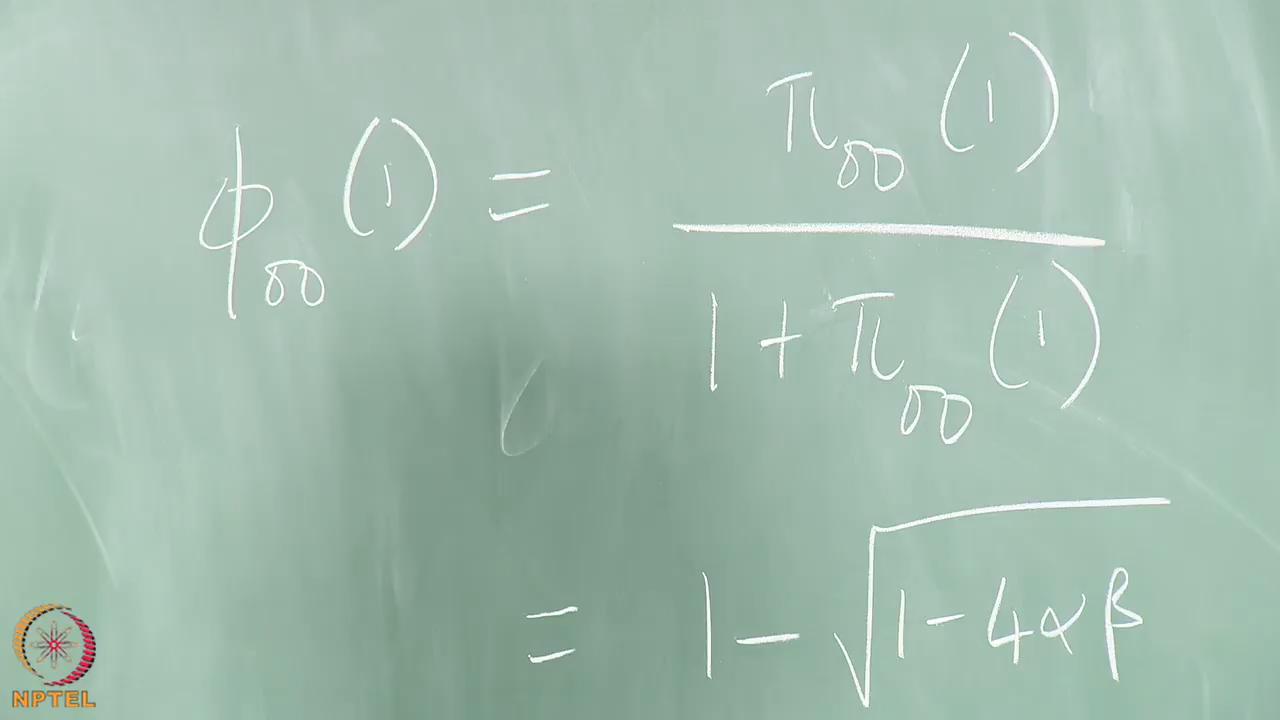 ϕ₀₀(1) = π₀₀(1) / (1 + π₀₀(1))
= 1 - √(1 - 4αβ)
NPTEL